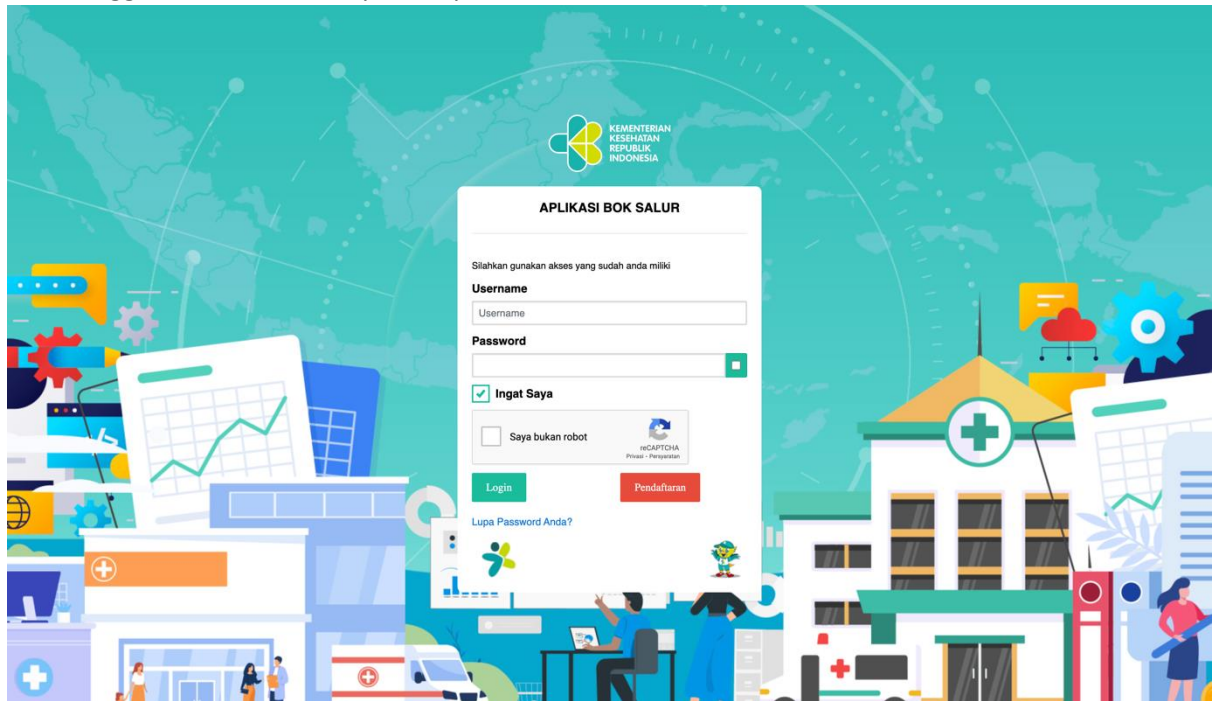 KEMENTERIAN
KESEHATAN
REPUBLIK
INDONESIA
APLIKASI BOK SALUR
Silahkan gunakan akses yang sudah anda miliki
Username
Username
Password
Ingat Saya
Saya bukan robot
reCAPTCHA
Privasi - Persyaratan
Login
Pendaftaran
Lupa Password Anda?